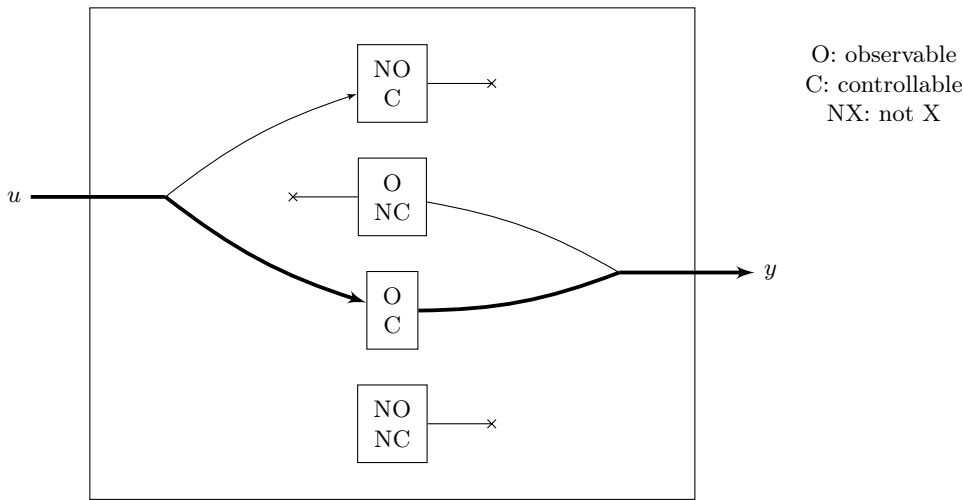 NO
C
O: observable
C: controllable
NX: not X
u
O
NC
O
C
y
NO
NC